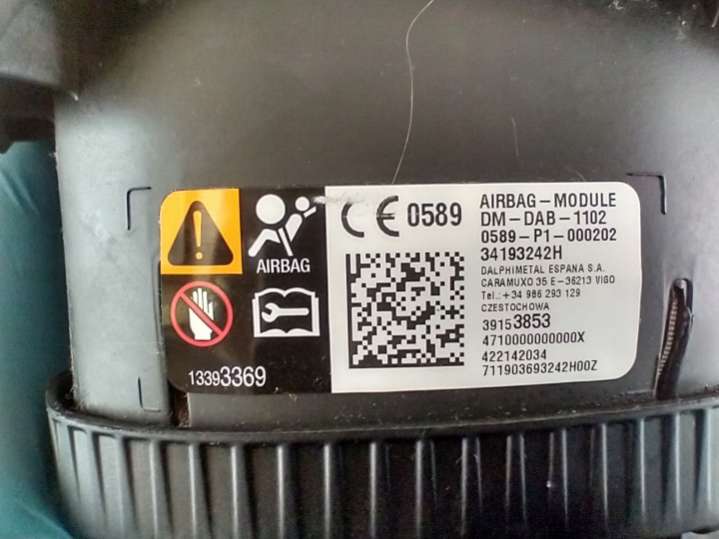 AIRBAG
13393369
CE 0589
AIRBAG-MODULE
DM-DAB-1102
0589-P1-000202
34193242H
DALPHIMETAL ESPANA S.A.
CARAMUXO 35 E-36213 VIGO
Tel.:+34 986 293 129
CZESTOCHOWA
39153853
4710000000000X
422142034
711903693242H00Z